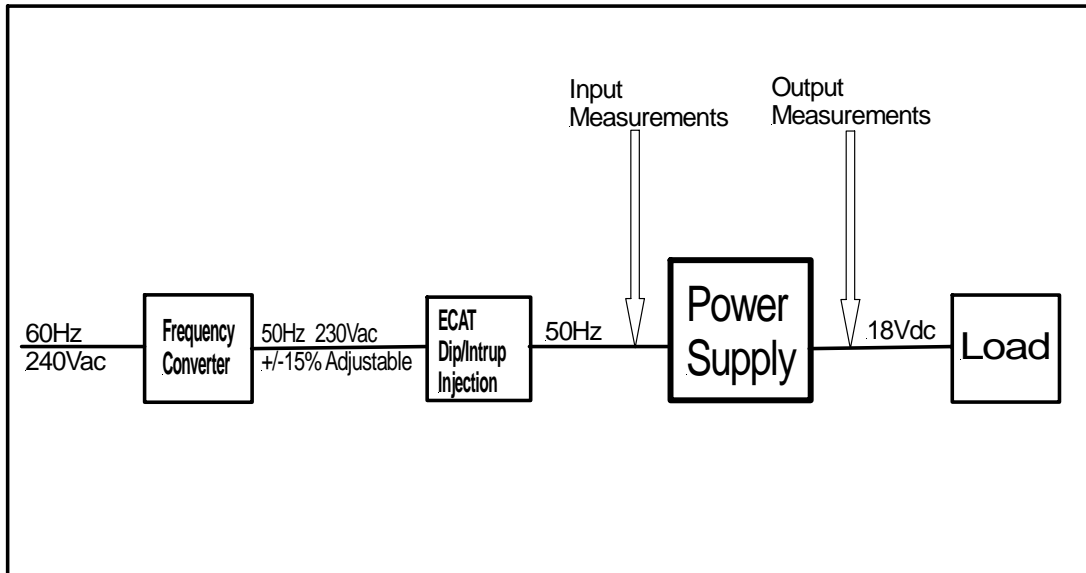 Input
Measurements
Output
Measurements
60Hz
240Vac
Frequency
Converter
50Hz 230Vac
+/-15% Adjustable
ECAT
Dip/Intrup
Injection
50Hz
Power
Supply
18Vdc
Load